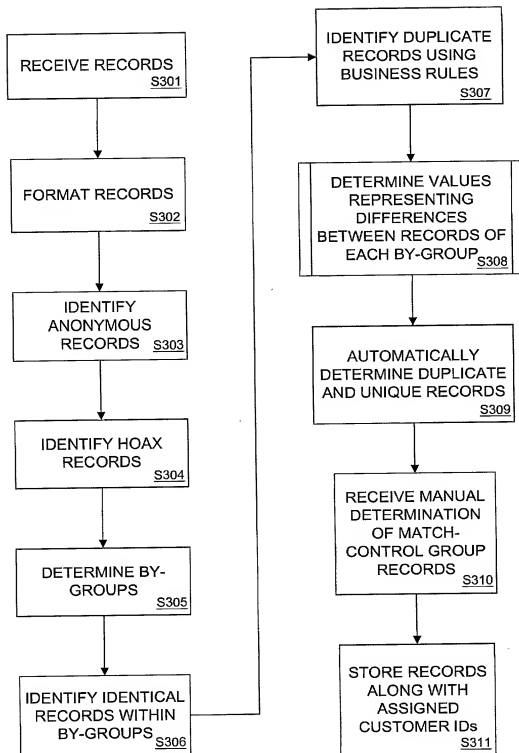 RECEIVE RECORDS
S301
FORMAT RECORDS
S302
IDENTIFY
ANONYMOUS
RECORDS
S303
IDENTIFY HOAX
RECORDS
S304
DETERMINE BY-
GROUPS
S305
IDENTIFY IDENTICAL
RECORDS WITHIN
BY-GROUPS
S306
IDENTIFY DUPLICATE
RECORDS USING
BUSINESS RULES
S307
DETERMINE VALUES
REPRESENTING
DIFFERENCES
BETWEEN RECORDS OF
EACH BY-GROUP
S308
AUTOMATICALLY
DETERMINE DUPLICATE
AND UNIQUE RECORDS
S309
RECEIVE MANUAL
DETERMINATION
OF MATCH-
CONTROL GROUP
RECORDS
S310
STORE RECORDS
ALONG WITH
ASSIGNED
CUSTOMER IDs
S311